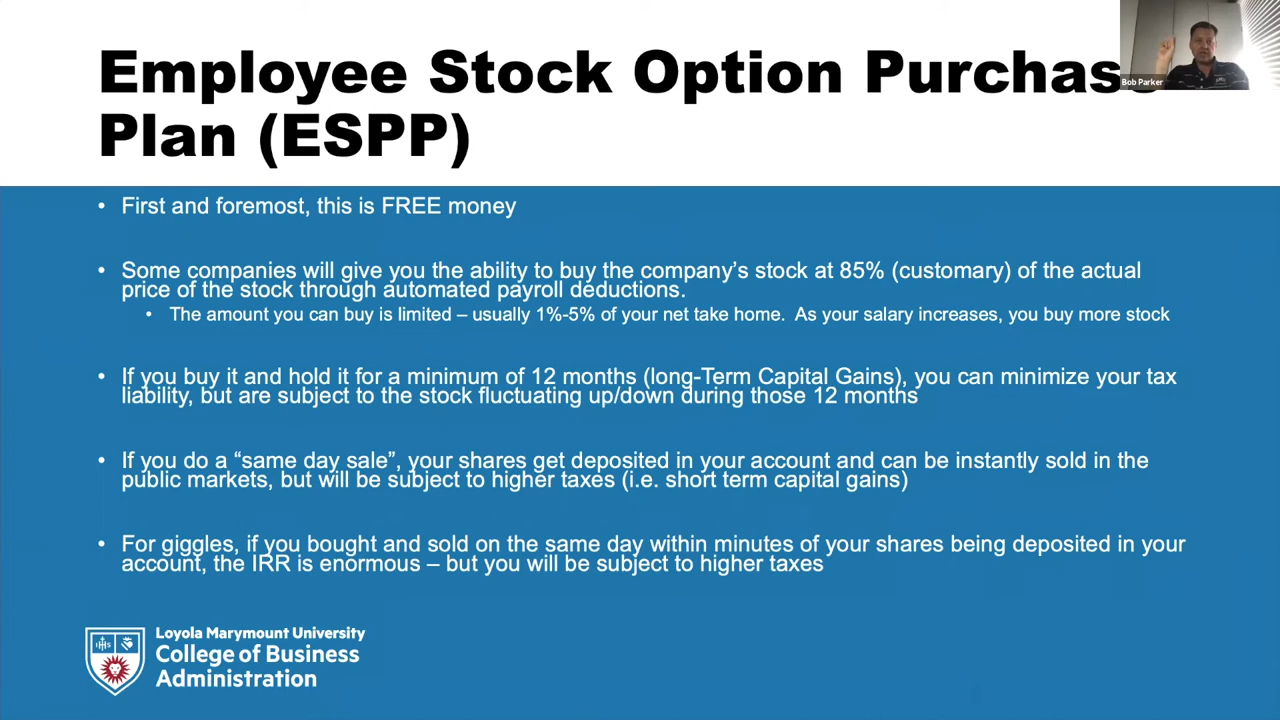 Employee Stock Option Purchas
Plan (ESPP)
Bob Parker
• First and foremost, this is FREE money
• Some companies will give you the ability to buy the company’s stock at 85% (customary) of the actual
price of the stock through automated payroll deductions.
• The amount you can buy is limited – usually 1%-5% of your net take home.  As your salary increases, you buy more stock
• If you buy it and hold it for a minimum of 12 months (long-Term Capital Gains), you can minimize your tax
liability, but are subject to the stock fluctuating up/down during those 12 months
• If you do a “same day sale”, your shares get deposited in your account and can be instantly sold in the
public markets, but will be subject to higher taxes (i.e. short term capital gains)
• For giggles, if you bought and sold on the same day within minutes of your shares being deposited in your
account, the IRR is enormous – but you will be subject to higher taxes
IHS
Loyola Marymount University
College of Business
Administration